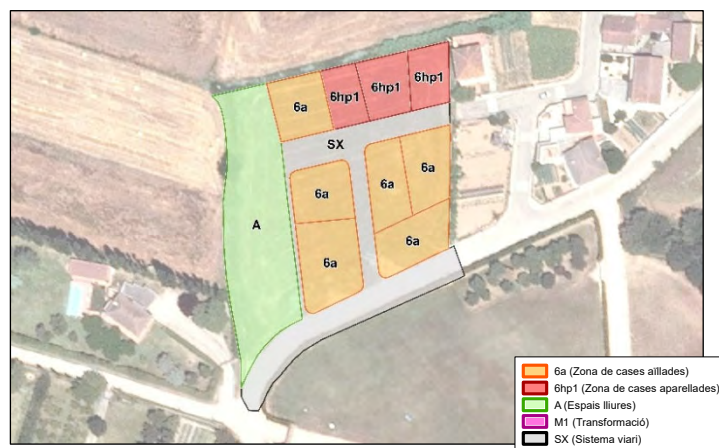 6hp1
6hp1
6hp1
6a
SX
6a
6a
6a
A
6a
6a
6a (Zona de cases aïllades)
6hp1 (Zona de cases aparellades)
A (Espais lliures)
M1 (Transformació)
SX (Sistema viari)